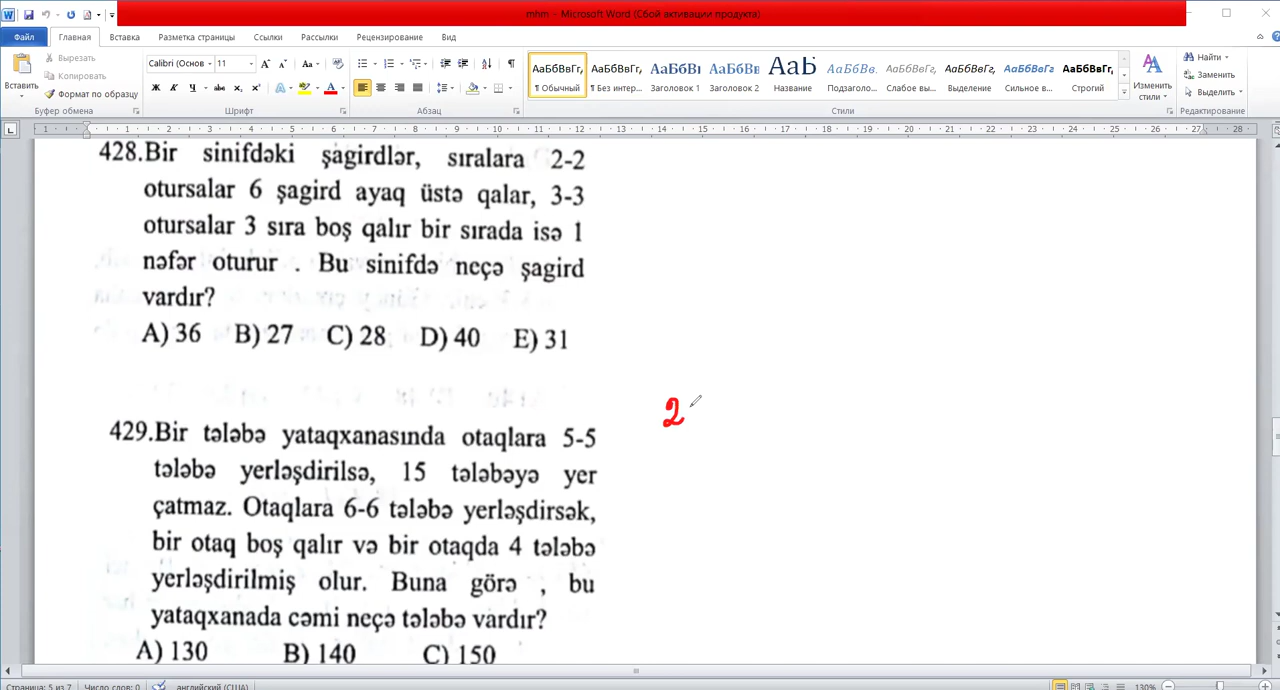 mhm - Microsoft Word (Сбой активации продукта)
Файл Главная Вставка Разметка страницы Ссылки Рассылки Рецензирование Вид
Вставить
Вырезать
Копировать
Формат по образцу
Буфер обмена
Calibri (Основ 11
Шрифт
Абзац
АаБбВвГг, АаБбВвГг, АаБбВ АаБбВв АаБ АаБбВв. АаБбВвГг АаБбВвГг АаБбВвГг АаБбВвГг,
¶ Обычный ¶ Без интер... Заголовок 1 Заголовок 2 Название Подзаголо... Слабое вы... Выделение Сильное в... Строгий
Стили
Изменить стили
Найти
Заменить
Выделить
Редактирование
428.Bir sinifdəki şagirdlər, sıralara 2-2
otursalar 6 şagird ayaq üstə qalar, 3-3
otursalar 3 sıra boş qalır bir sırada isə 1
nəfər oturur . Bu sinifdə neçə şagird
vardır?
A) 36 B) 27 C) 28 D) 40 E) 31
2
429.Bir tələbə yataqxanasında otaqlara 5-5
tələbə yerləşdirilsə, 15 tələbəyə yer
çatmaz. Otaqlara 6-6 tələbə yerləşdirsək,
bir otaq boş qalır və bir otaqda 4 tələbə
yerləşdirilmiş olur. Buna görə , bu
yataqxanada cəmi neçə tələbə vardır?
A) 130 B) 140 C) 150
Страница: 5 из 7 Число слов: 0 английский (США) 130%